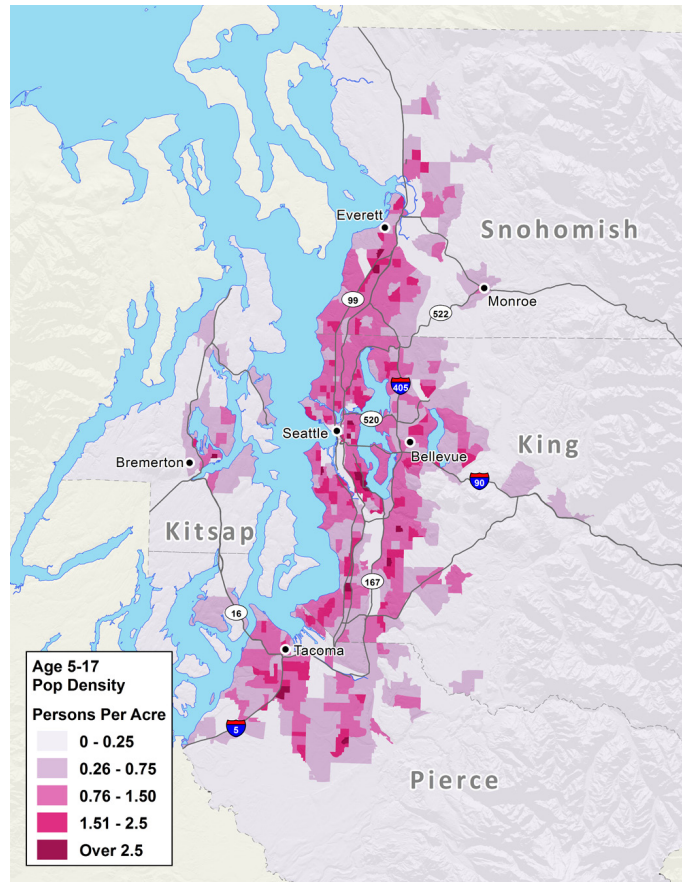 Everett
Snohomish
99
Monroe
522
405
520
Seattle
King
Bellevue
Bremerton
90
Kitsap
167
16
Tacoma
5
Pierce
Age 5-17
Pop Density
Persons Per Acre
0 - 0.25
0.26 - 0.75
0.76 - 1.50
1.51 - 2.5
Over 2.5